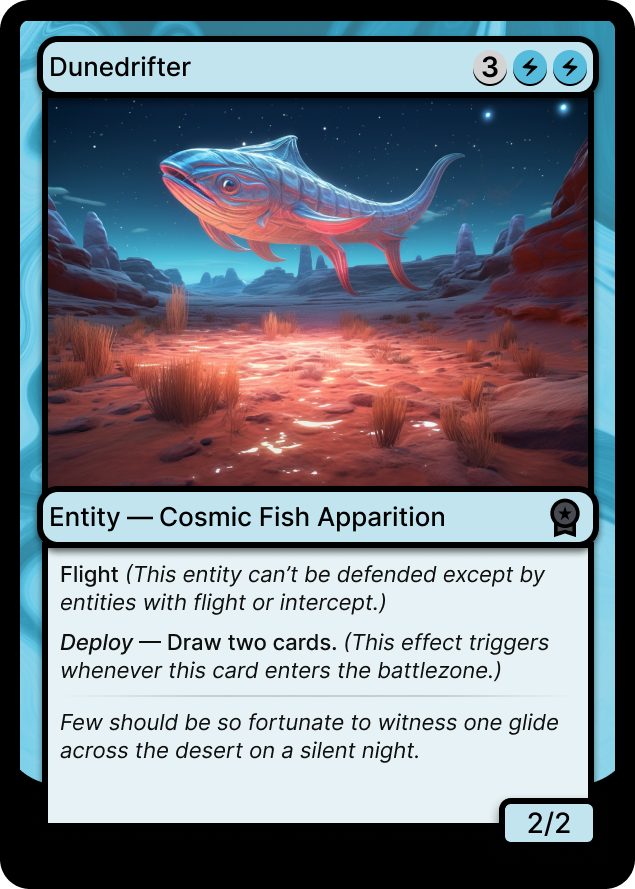 Dunedrifter 3
Entity — Cosmic Fish Apparition
Flight (This entity can’t be defended except by
entities with flight or intercept.)
Deploy — Draw two cards. (This effect triggers
whenever this card enters the battlezone.)
Few should be so fortunate to witness one glide
across the desert on a silent night.
2/2